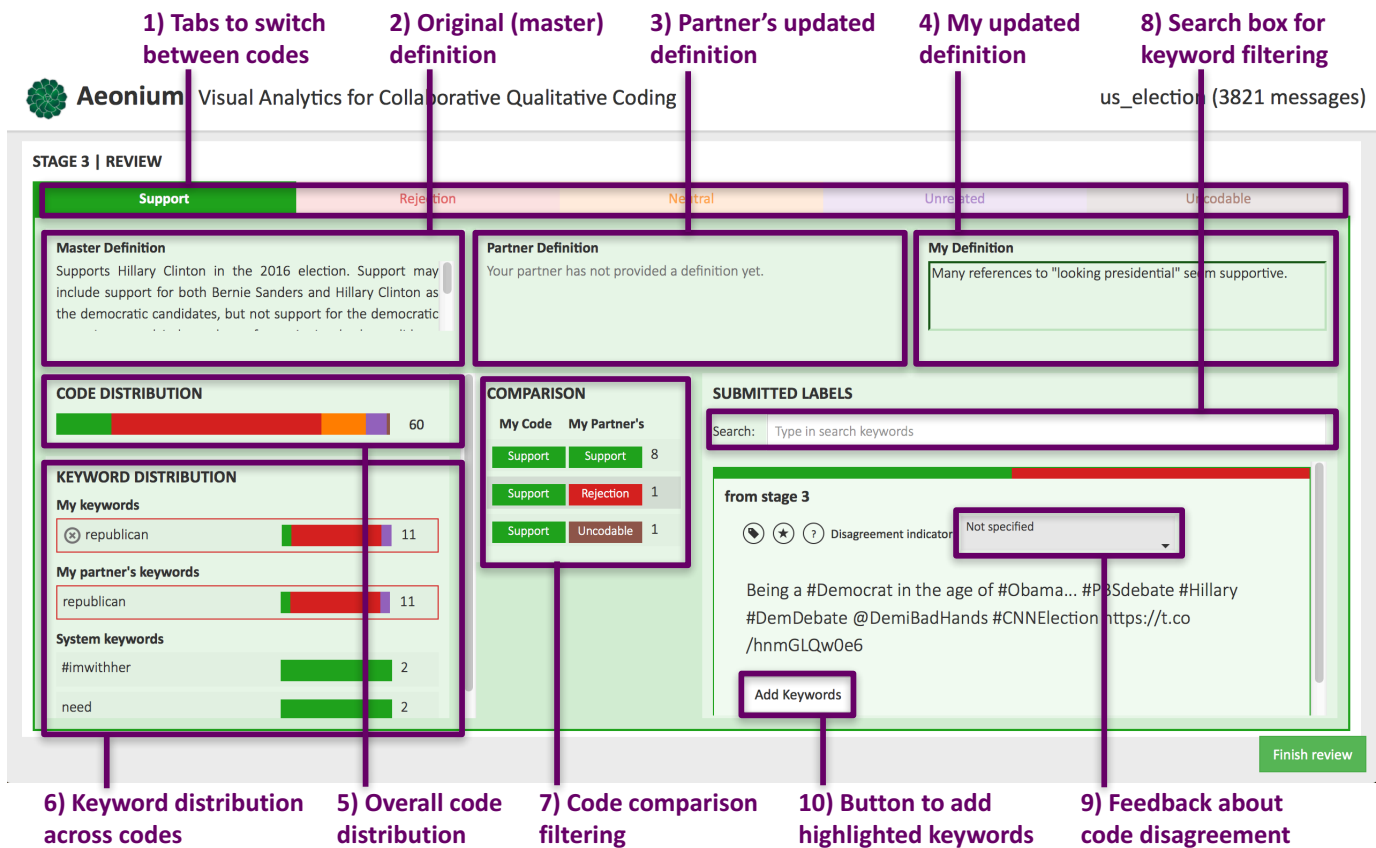 1) Tabs to switch
between codes
2) Original (master)
definition
3) Partner’s updated
definition
4) My updated
definition
8) Search box for
keyword filtering
Aeonium Visual Analytics for Collaborative Qualitative Coding
us_election (3821 messages)
STAGE 3 | REVIEW
Support
Rejection
Neutral
Unrelated
Uncodable
Master Definition
Supports Hillary Clinton in the 2016 election. Support may
include support for both Bernie Sanders and Hillary Clinton as
the democratic candidates, but not support for the democratic
Partner Definition
Your partner has not provided a definition yet.
My Definition
Many references to "looking presidential" seem supportive.
CODE DISTRIBUTION
60
KEYWORD DISTRIBUTION
My keywords
republican 11
My partner's keywords
republican 11
System keywords
#imwithher 2
need 2
COMPARISON
My Code My Partner's
Support Support 8
Support Rejection 1
Support Uncodable 1
SUBMITTED LABELS
Search: Type in search keywords
from stage 3
? Disagreement indicator Not specified
Being a #Democrat in the age of #Obama... #PBSdebate #Hillary
#DemDebate @DemiBadHands #CNNElection https://t.co
/hnmGLQw0e6
Add Keywords
Finish review
6) Keyword distribution
across codes
5) Overall code
distribution
7) Code comparison
filtering
10) Button to add
highlighted keywords
9) Feedback about
code disagreement